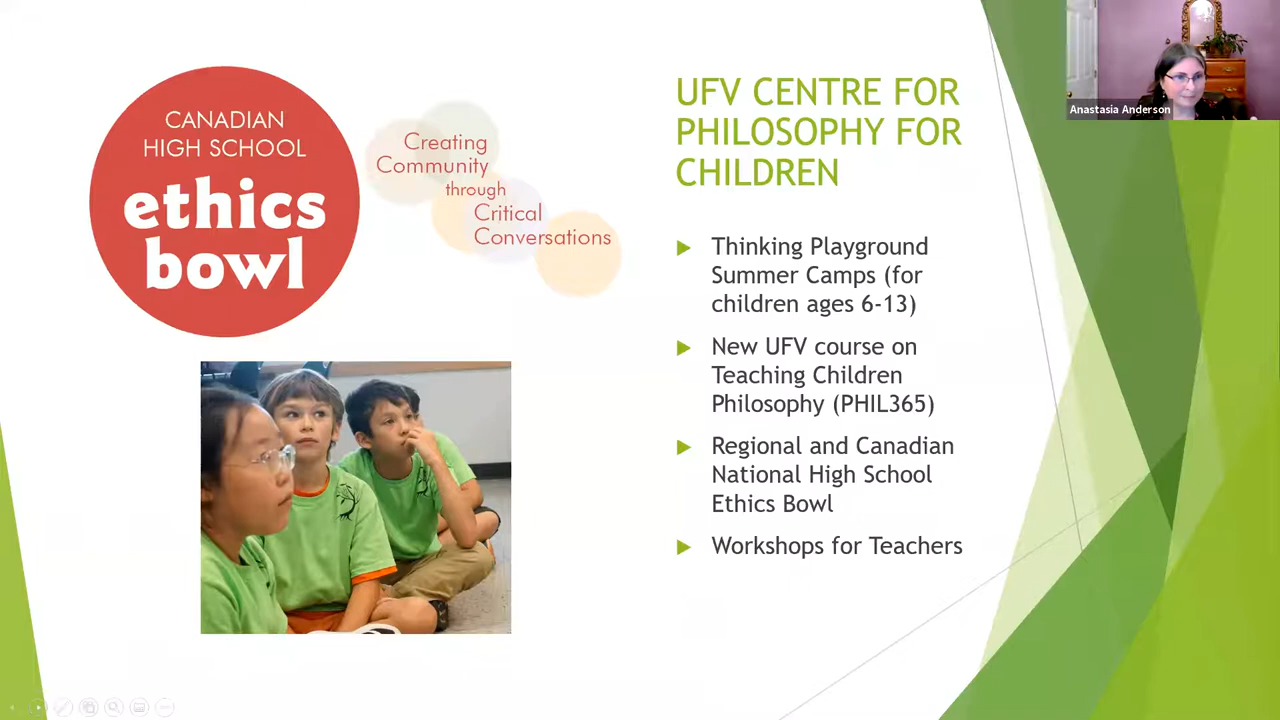 CANADIAN
HIGH SCHOOL
ethics
bowl
Creating
Community
through
Critical
Conversations
UFV CENTRE FOR
PHILOSOPHY FOR
CHILDREN
Thinking Playground
Summer Camps (for
children ages 6-13)
New UFV course on
Teaching Children
Philosophy (PHIL365)
Regional and Canadian
National High School
Ethics Bowl
Workshops for Teachers
Anastasia Anderson